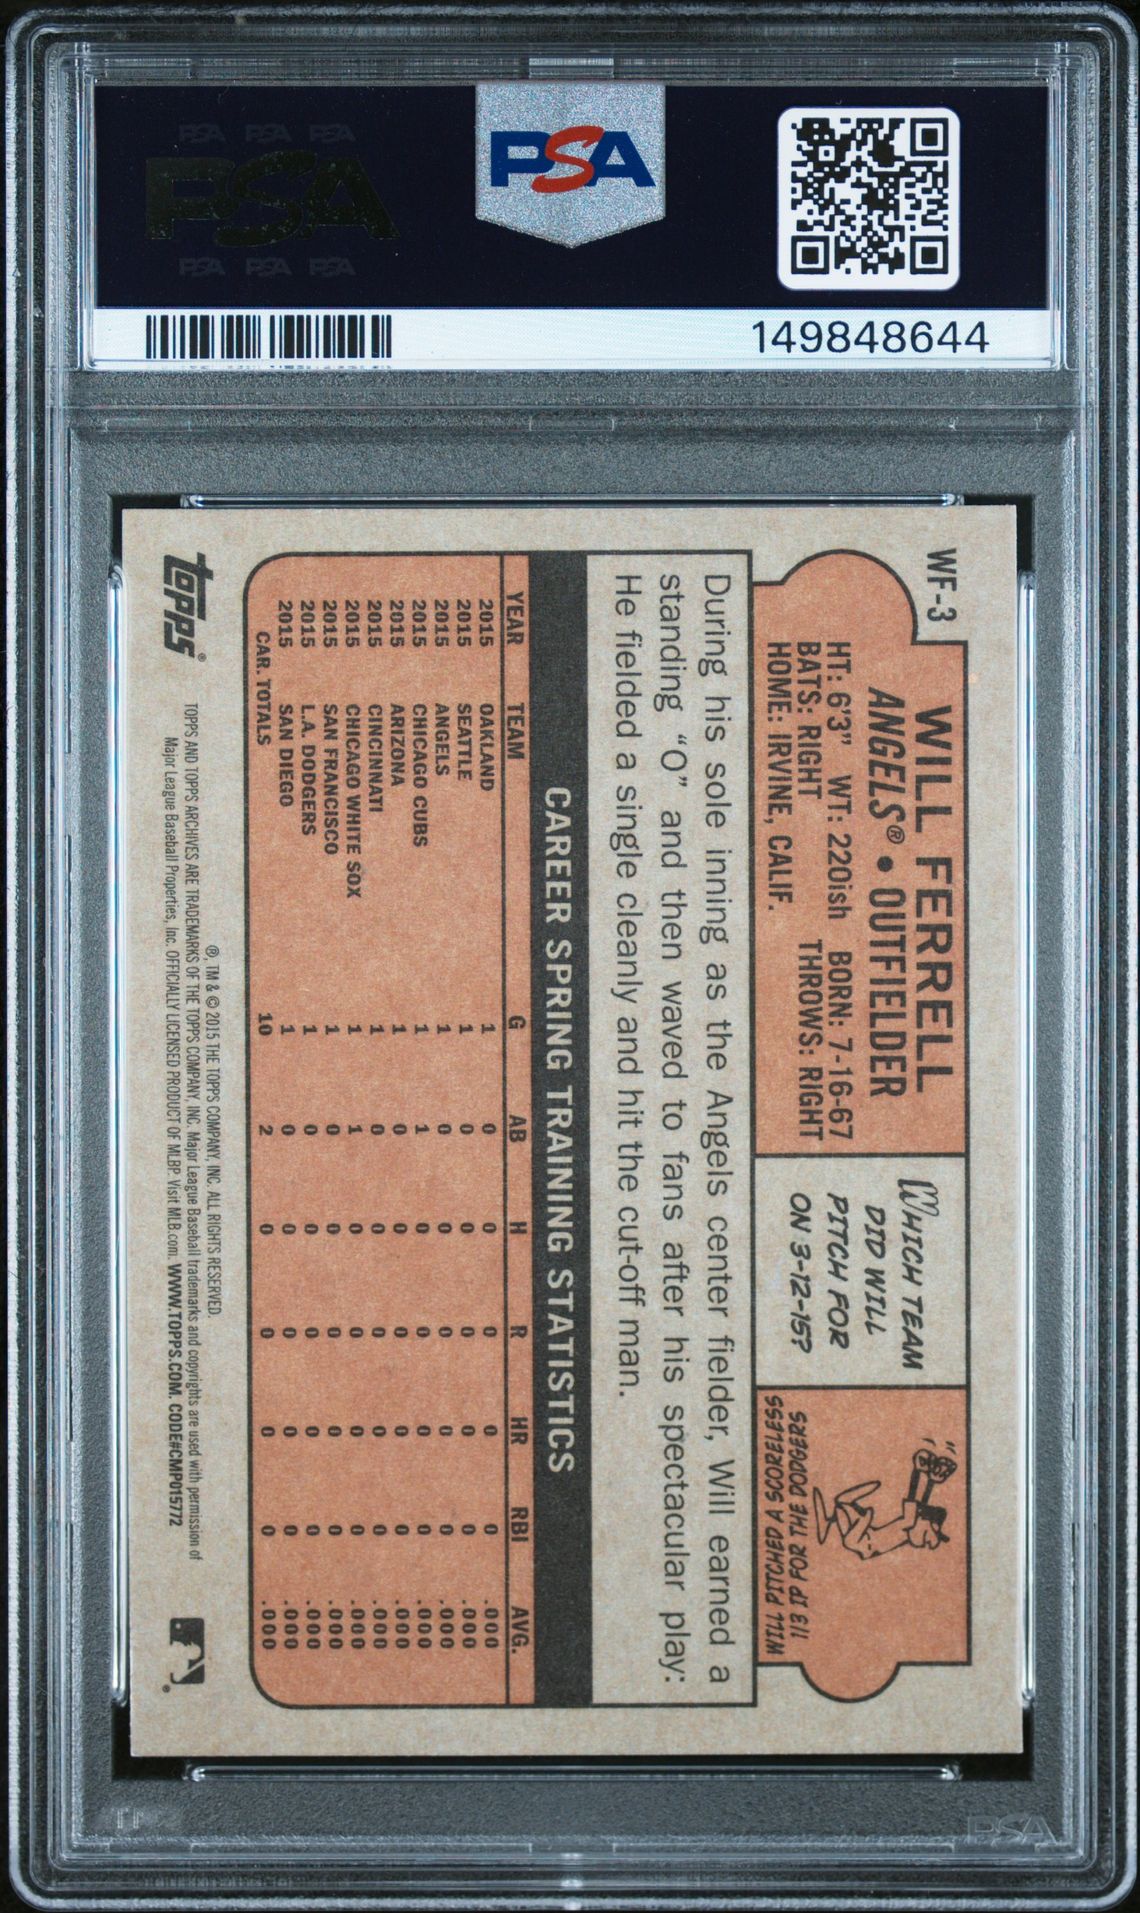 PSA PSA PSA
PSA
PSA PSA PSA
PSA
149848644
WF-3
WILL FERRELL
ANGELS® • OUTFIELDER
HT: 6'3" WT: 220ish BORN: 7-16-67
BATS: RIGHT THROWS: RIGHT
HOME: IRVINE, CALIF.
WHICH TEAM
DID WILL
PITCH FOR
ON 3-12-15?
WILL PITCHED A SCORELESS
1/3 IP FOR THE DODGERS
During his sole inning as the Angels center fielder, Will earned a
standing "O" and then waved to fans after his spectacular play:
He fielded a single cleanly and hit the cut-off man.
CAREER SPRING TRAINING STATISTICS
YEAR TEAM G AB H R HR RBI AVG.
2015 OAKLAND 1 0 0 0 0 0 .000
2015 SEATTLE 1 0 0 0 0 0 .000
2015 ANGELS 1 0 0 0 0 0 .000
2015 CHICAGO CUBS 1 1 0 0 0 0 .000
2015 ARIZONA 1 0 0 0 0 0 .000
2015 CINCINNATI 1 0 0 0 0 0 .000
2015 CHICAGO WHITE SOX 1 1 0 0 0 0 .000
2015 SAN FRANCISCO 1 0 0 0 0 0 .000
2015 L.A. DODGERS 1 0 0 0 0 0 .000
2015 SAN DIEGO 1 0 0 0 0 0 .000
CAR. TOTALS 10 2 0 0 0 0 .000
topps®
®, TM & © 2015 THE TOPPS COMPANY, INC. ALL RIGHTS RESERVED.
TOPPS AND TOPPS ARCHIVES ARE TRADEMARKS OF THE TOPPS COMPANY, INC. Major League Baseball trademarks and copyrights are used with permission of
Major League Baseball Properties, Inc. OFFICIALLY LICENSED PRODUCT OF MLBP. Visit MLB.com. WWW.TOPPS.COM. CODE#CMP015772
PSA